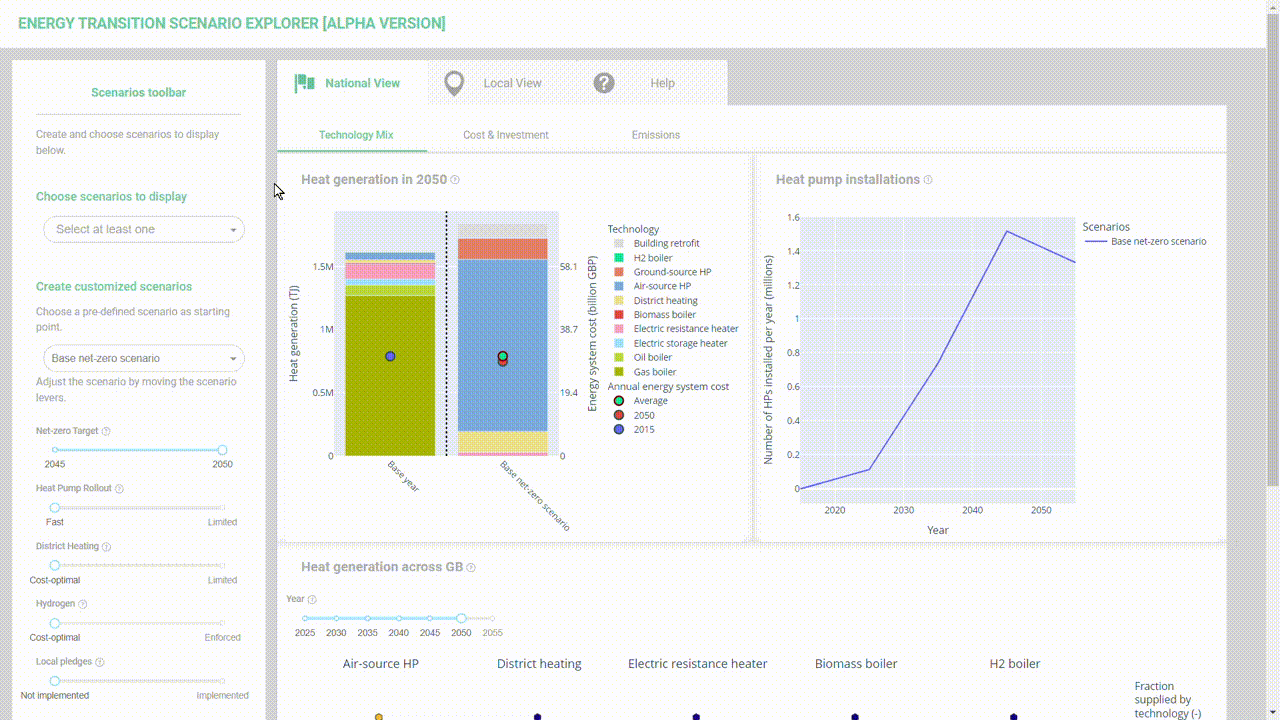 ENERGY TRANSITION SCENARIO EXPLORER [ALPHA VERSION]
Scenarios toolbar
Create and choose scenarios to display
below.
Choose scenarios to display
Select at least one
Create customized scenarios
Choose a pre-defined scenario as starting
point.
Base net-zero scenario
Adjust the scenario by moving the scenario
levers.
Net-zero Target ?
2045 2050
Heat Pump Rollout ?
Fast Limited
District Heating ?
Cost-optimal Limited
Hydrogen ?
Cost-optimal Enforced
Local pledges ?
Not implemented Implemented
National View Local View ? Help
Technology Mix Cost & Investment Emissions
Heat generation in 2050 ?
Heat generation (TJ)
1.5M
1M
0.5M
0
58.1
38.7
19.4
0
Energy system cost (billion GBP)
Base year
Base net-zero scenario
Technology
Building retrofit
H2 boiler
Ground-source HP
Air-source HP
District heating
Biomass boiler
Electric resistance heater
Electric storage heater
Oil boiler
Gas boiler
Annual energy system cost
Average
2050
2015
Heat pump installations ?
Number of HPs installed per year (millions)
1.6
1.4
1.2
1
0.8
0.6
0.4
0.2
0
2020 2030 2040 2050
Year
Scenarios
Base net-zero scenario
Heat generation across GB ?
Year ?
2025 2030 2035 2040 2045 2050 2055
Air-source HP District heating Electric resistance heater Biomass boiler H2 boiler
Fraction
supplied by
technology (-)